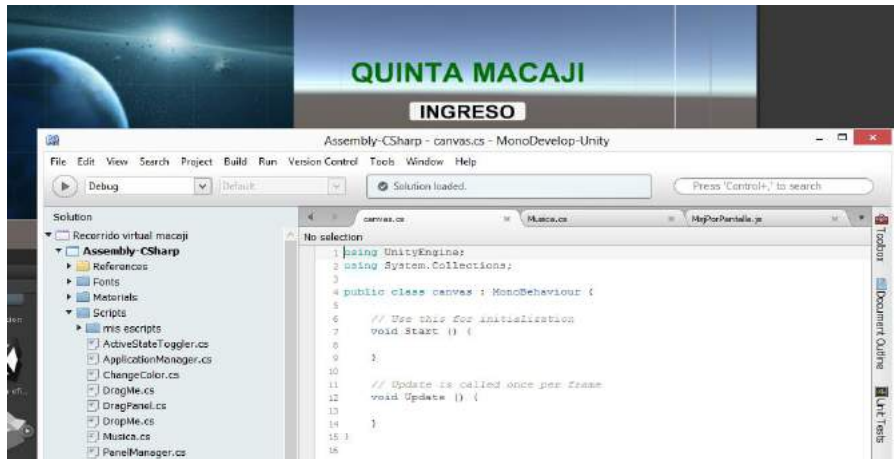 QUINTA MACAJI
INGRESO
Assembly-CSharp - canvas.cs - MonoDevelop-Unity
File Edit View Search Project Build Run Version Control Tools Window Help
Debug
Default
Solution loaded.
Press 'Control+,' to search
Solution
Recorrido virtual macaji
Assembly-CSharp
References
Fonts
Materials
Scripts
mis escripts
ActiveStateToggler.cs
ApplicationManager.cs
ChangeColor.cs
DragMe.cs
DragPanel.cs
DropMe.cs
Musica.cs
PanelManager.cs
canvas.cs
Musica.cs
MsjPorPantalla.js
No selection
1 using UnityEngine;
2 using System.Collections;
3
4 public class canvas : MonoBehaviour {
5
6 // Use this for initialization
7 void Start () {
8
9 }
10
11 // Update is called once per frame
12 void Update () {
13
14 }
15 }
16
Toolbox
Document Outline
Unit Tests